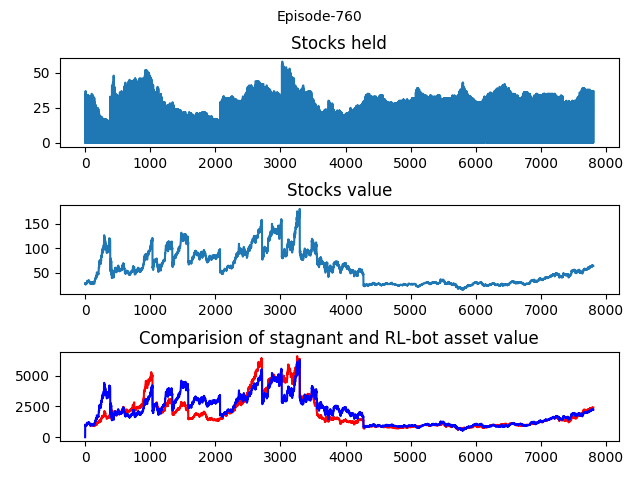 Episode-760
Stocks held
50
25
0
0 1000 2000 3000 4000 5000 6000 7000 8000
Stocks value
150
100
50
0 1000 2000 3000 4000 5000 6000 7000 8000
Comparision of stagnant and RL-bot asset value
5000
2500
0
0 1000 2000 3000 4000 5000 6000 7000 8000